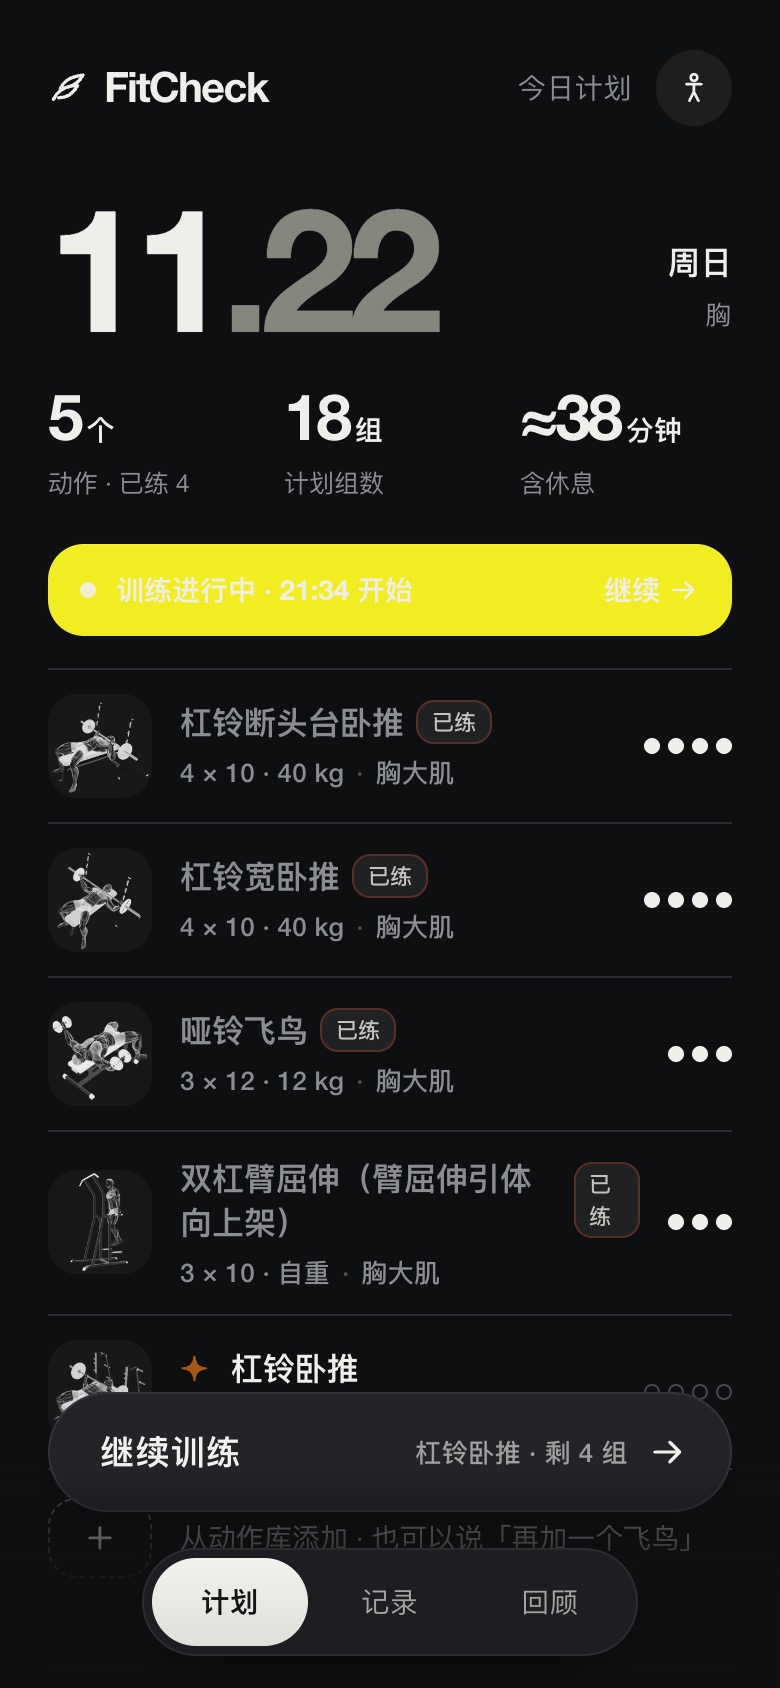 FitCheck
今日计划
11.22
周日
胸
5个
18组
≈38分钟
动作 · 已练 4
计划组数
含休息
训练进行中 · 21:34 开始
继续 →
杠铃断头台卧推 已练
4 × 10 · 40 kg · 胸大肌
杠铃宽卧推 已练
4 × 10 · 40 kg · 胸大肌
哑铃飞鸟 已练
3 × 12 · 12 kg · 胸大肌
双杠臂屈伸（臂屈伸引体
向上架）
已
练
3 × 10 · 自重 · 胸大肌
杠铃卧推
继续训练
杠铃卧推 · 剩 4 组 →
+ 从动作库添加 · 也可以说「再加一个飞鸟」
计划
记录
回顾